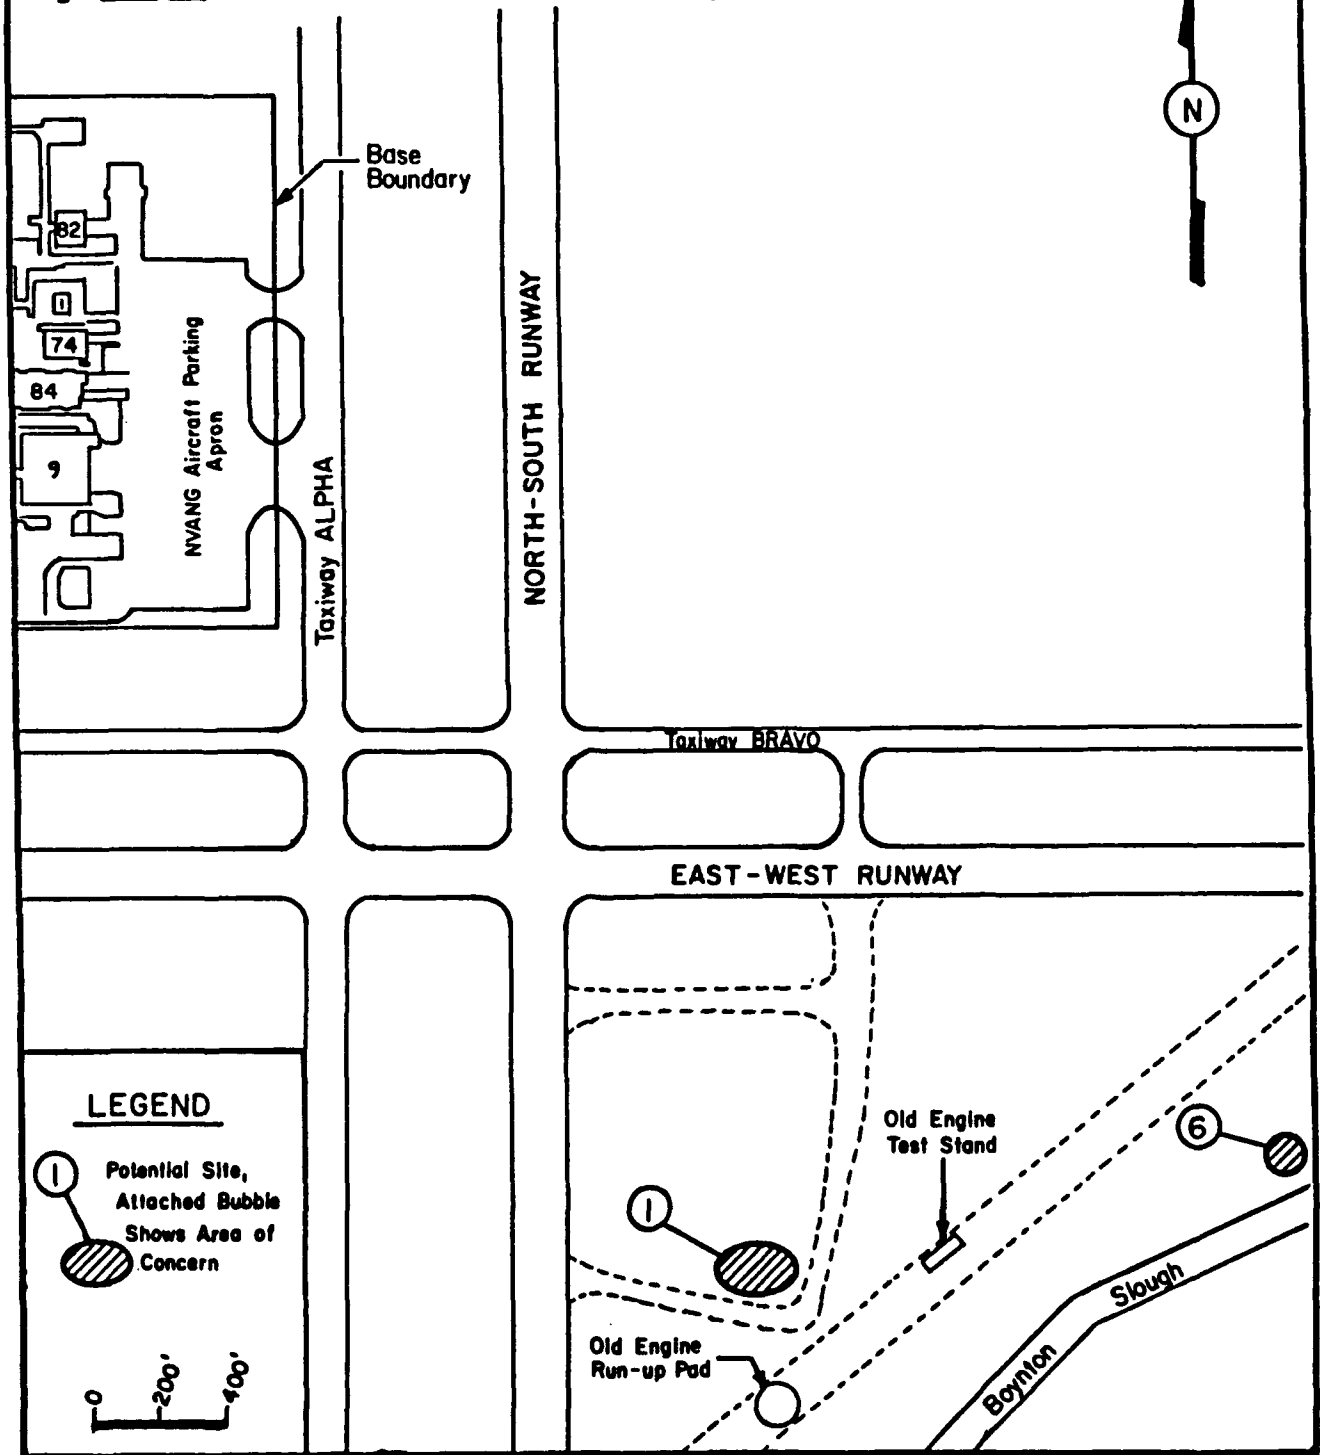 N
Base
Boundary
82
1
74
84
9
NVANG Aircraft Parking
Apron
Taxiway ALPHA
NORTH-SOUTH RUNWAY
Taxiway BRAVO
EAST-WEST RUNWAY
LEGEND
1
Potential Site,
Attached Bubble
Shows Area of
Concern
0 200' 400'
Old Engine
Test Stand
6
1
Old Engine
Run-up Pad
Boynton Slough